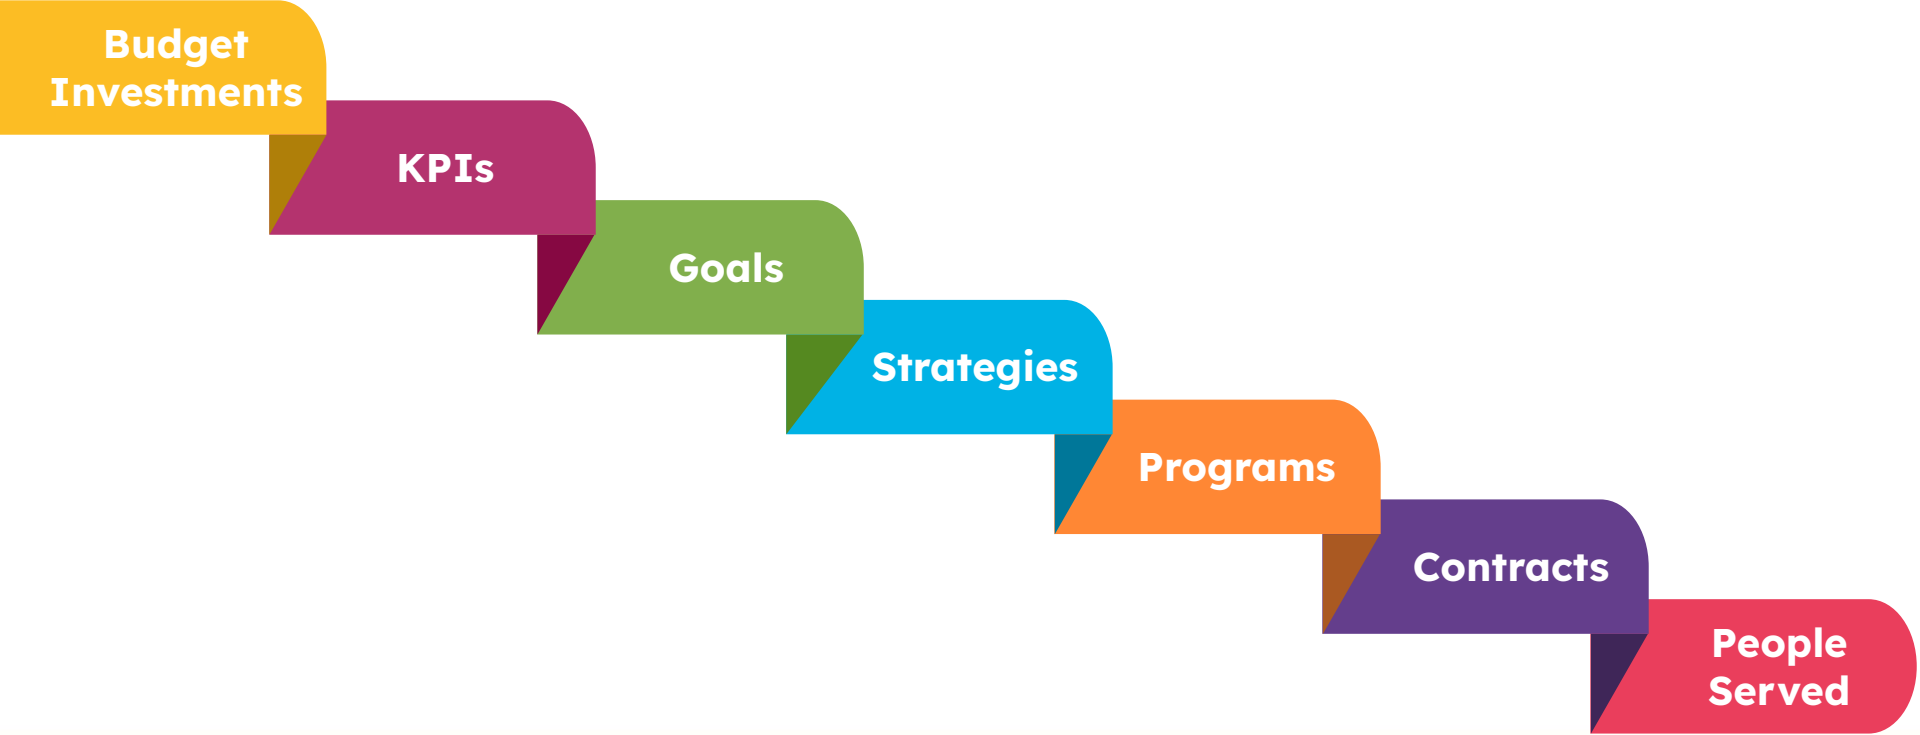 Budget
Investments
KPIs
Goals
Strategies
Programs
Contracts
People
Served